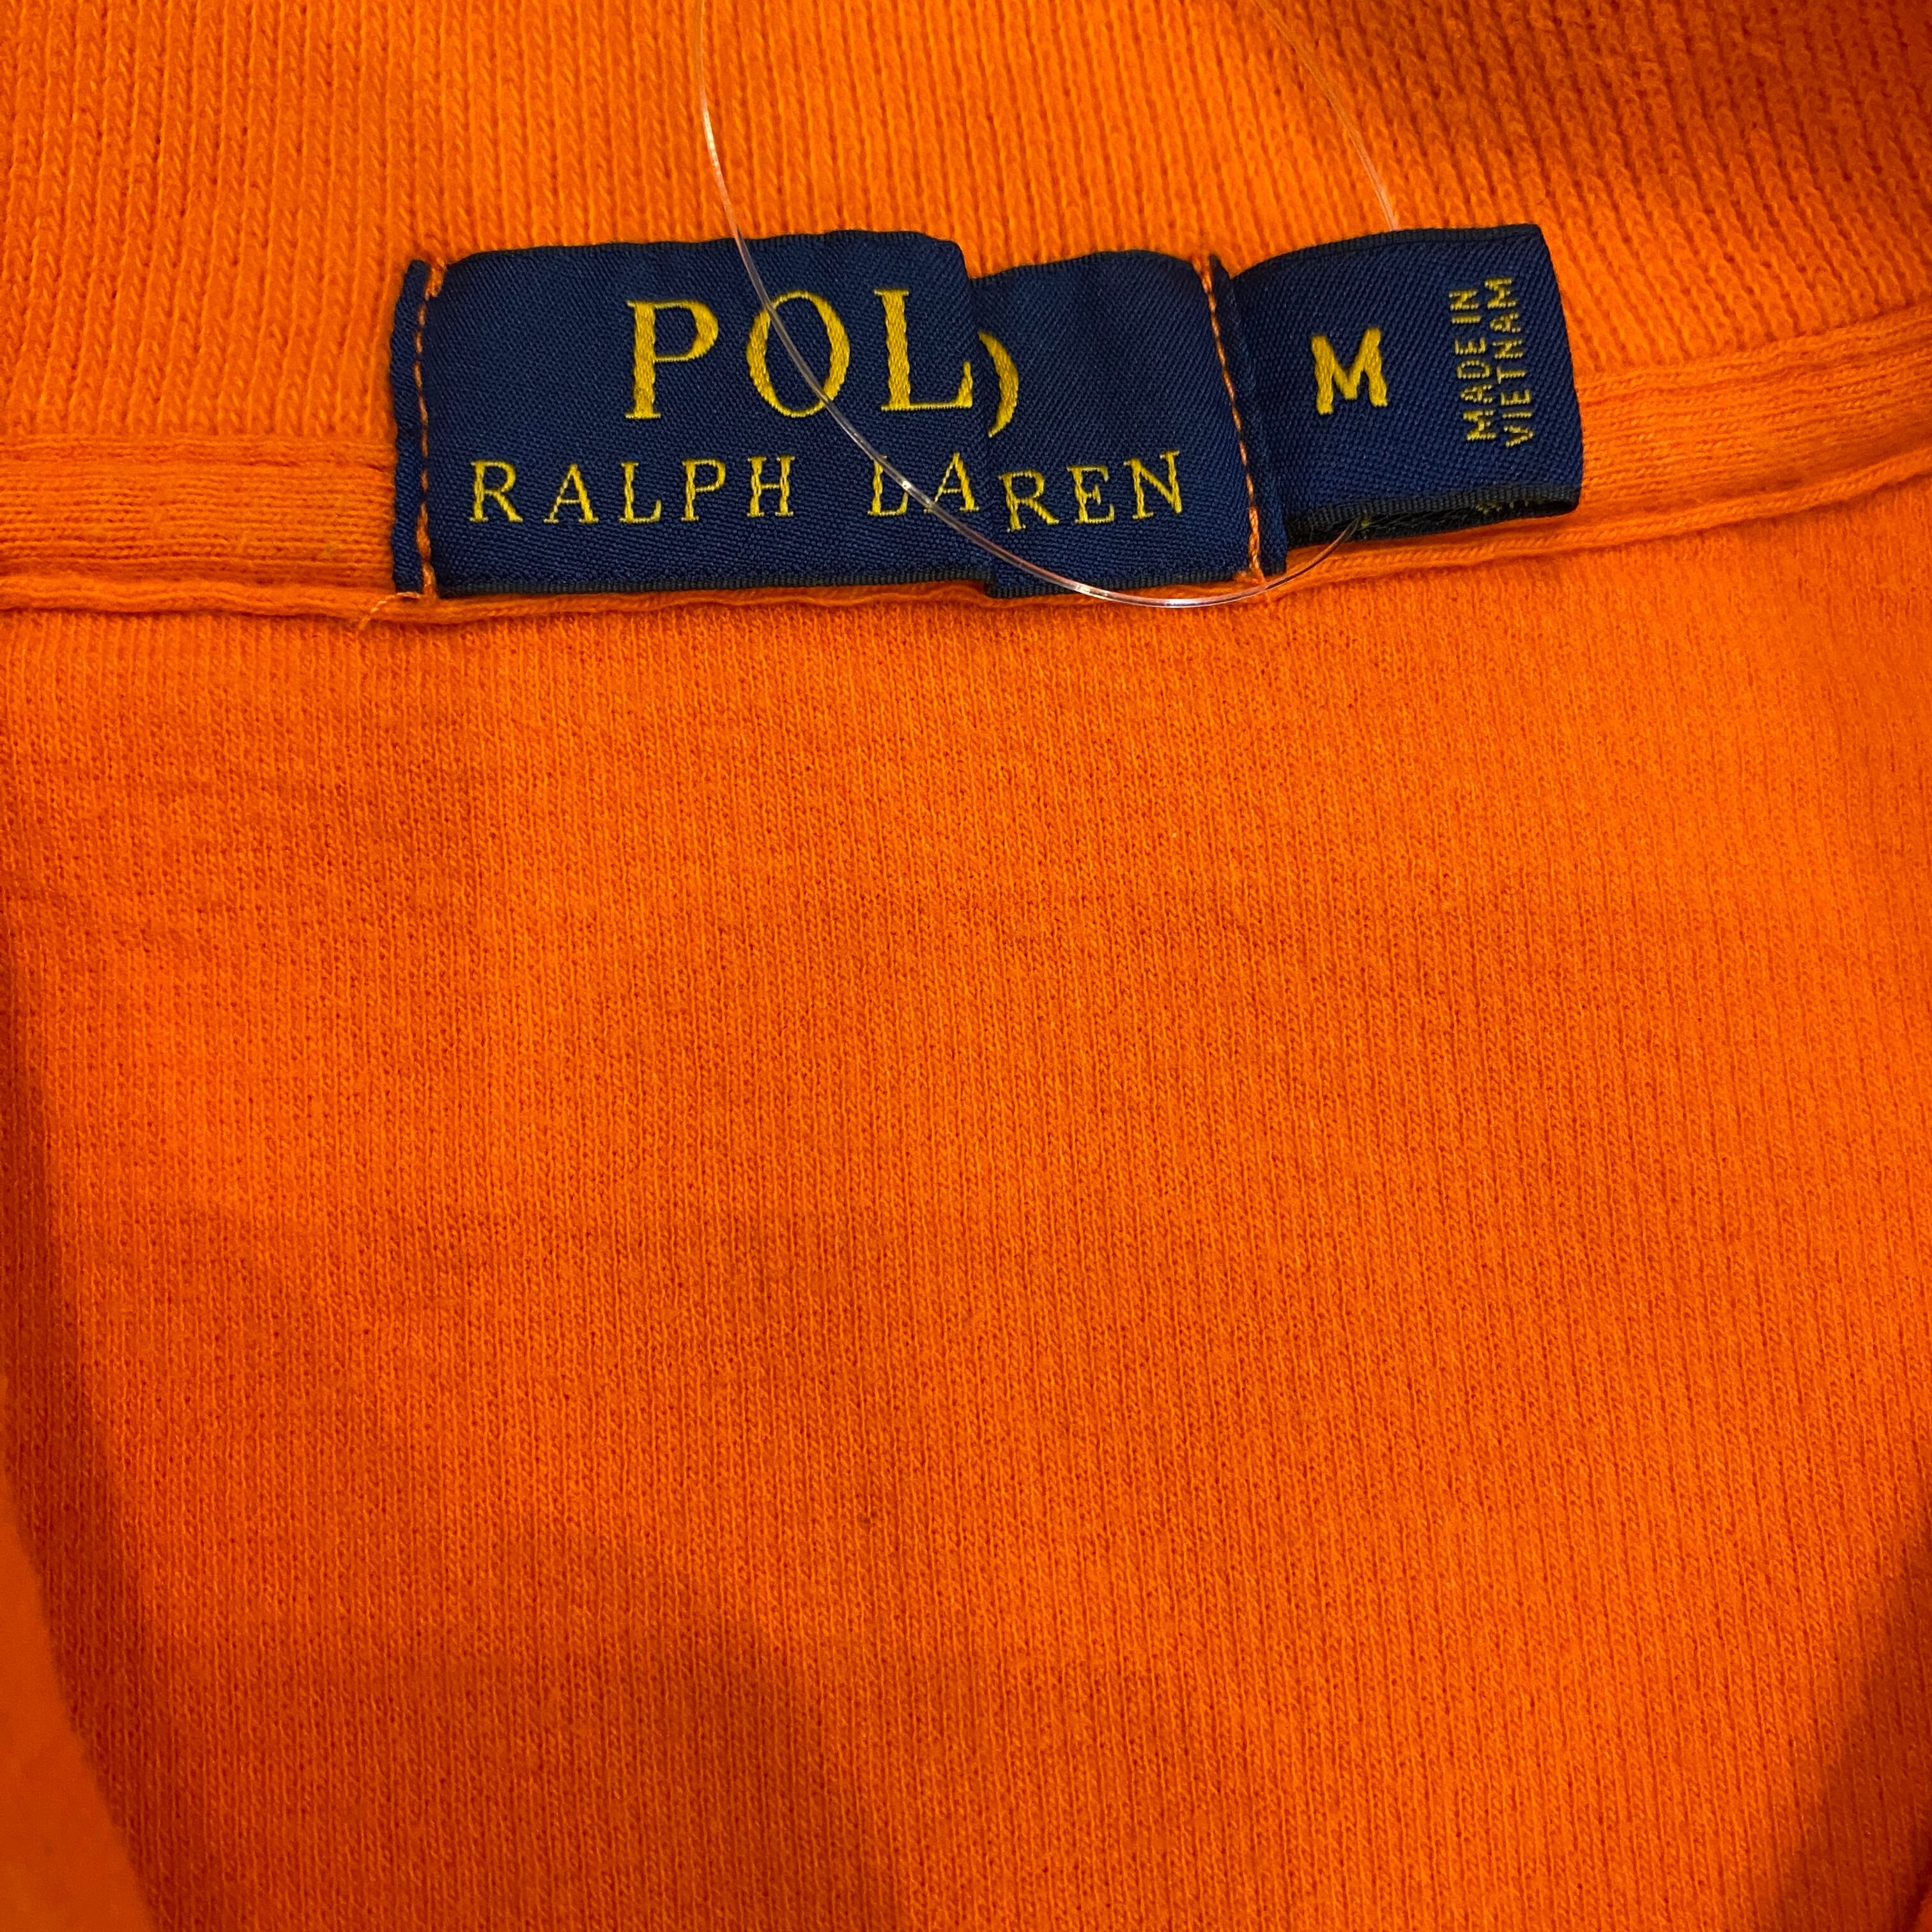 POL)
RALPH LAREN
M
MADE IN
VIETNAM